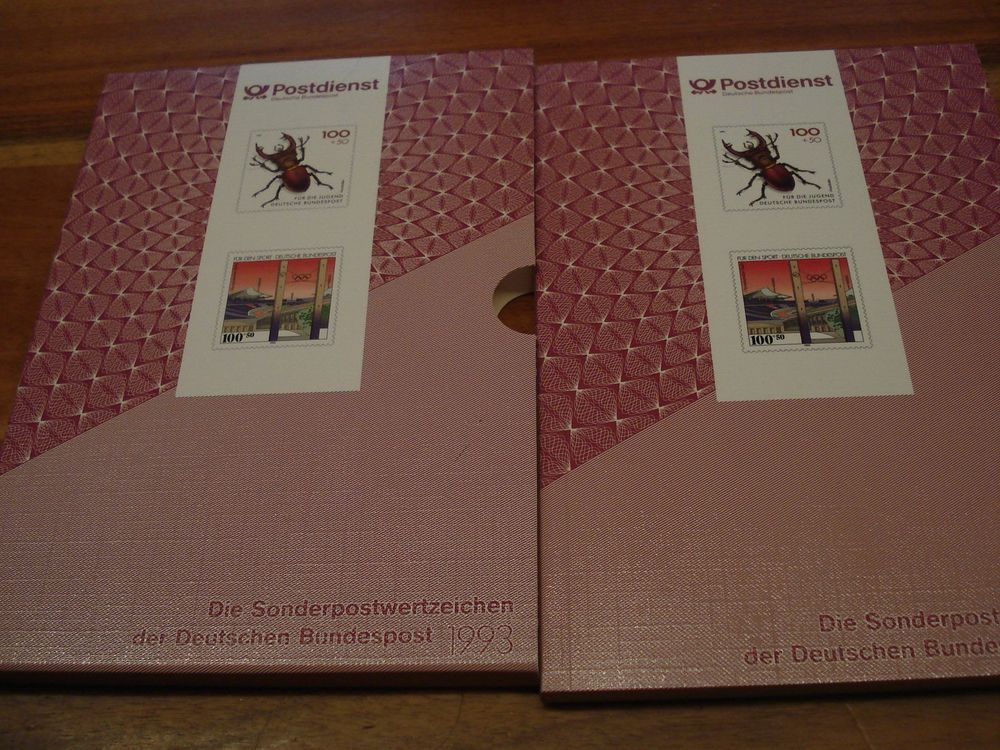 Postdienst
Deutsche Bundespost
100
+50
FÜR DIE JUGEND
DEUTSCHE BUNDESPOST
FÜR DEN SPORT · DEUTSCHE BUNDESPOST
100+50
Die Sonderpostwertzeichen
der Deutschen Bundespost 1993
Postdienst
Deutsche Bundespost
100
+50
FÜR DIE JUGEND
DEUTSCHE BUNDESPOST
FÜR DEN SPORT · DEUTSCHE BUNDESPOST
100+50
Die Sonderpost
der Deutschen Bunde